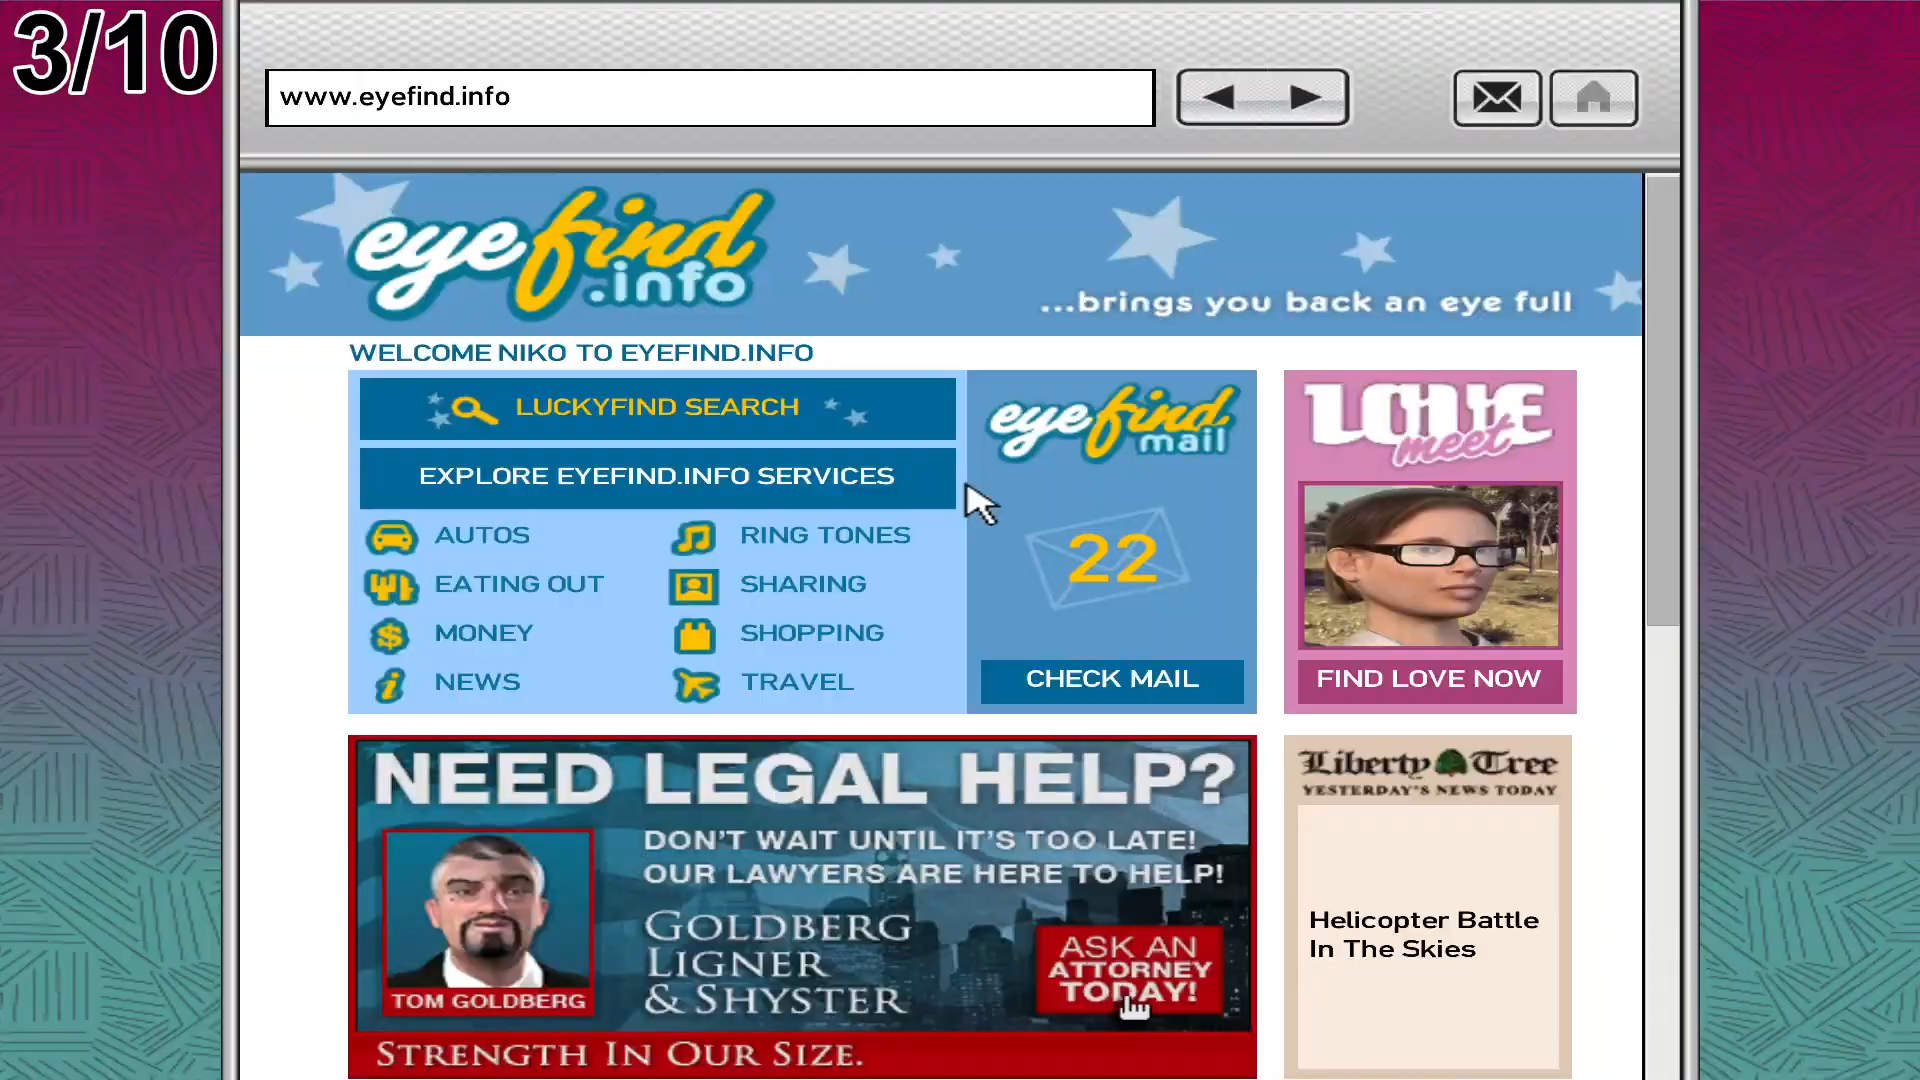 3/10
www.eyefind.info
eyefind
.info
...brings you back an eye full
WELCOME NIKO TO EYEFIND.INFO
LUCKYFIND SEARCH
EXPLORE EYEFIND.INFO SERVICES
AUTOS
RING TONES
EATING OUT
SHARING
MONEY
SHOPPING
NEWS
TRAVEL
eyefind
mail
22
CHECK MAIL
LOVE
meet
FIND LOVE NOW
NEED LEGAL HELP?
DON'T WAIT UNTIL IT'S TOO LATE!
OUR LAWYERS ARE HERE TO HELP!
GOLDBERG
LIGNER
& SHYSTER
TOM GOLDBERG
ASK AN
ATTORNEY
TODAY!
STRENGTH IN OUR SIZE.
Liberty Tree
YESTERDAY'S NEWS TODAY
Helicopter Battle
In The Skies